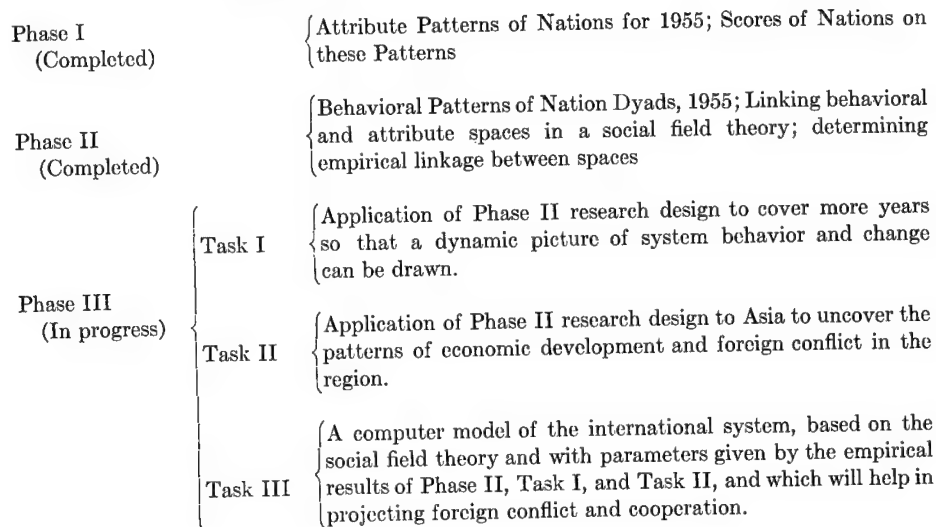 Phase I
(Completed)
Attribute Patterns of Nations for 1955; Scores of Nations on
these Patterns
Phase II
(Completed)
Behavioral Patterns of Nation Dyads, 1955; Linking behavioral
and attribute spaces in a social field theory; determining
empirical linkage between spaces
Phase III
(In progress)
Task I
Application of Phase II research design to cover more years
so that a dynamic picture of system behavior and change
can be drawn.
Task II
Application of Phase II research design to Asia to uncover the
patterns of economic development and foreign conflict in the
region.
Task III
A computer model of the international system, based on the
social field theory and with parameters given by the empirical
results of Phase II, Task I, and Task II, and which will help in
projecting foreign conflict and cooperation.